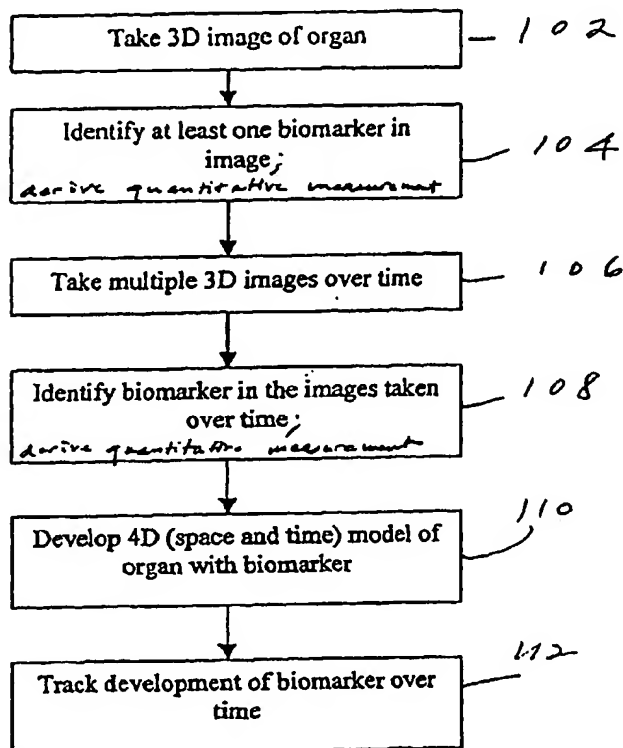 Take 3D image of organ
102
Identify at least one biomarker in
image;
derive quantitative measurement
104
Take multiple 3D images over time
106
Identify biomarker in the images taken
over time;
derive quantitative measurement
108
Develop 4D (space and time) model of
organ with biomarker
110
Track development of biomarker over
time
112